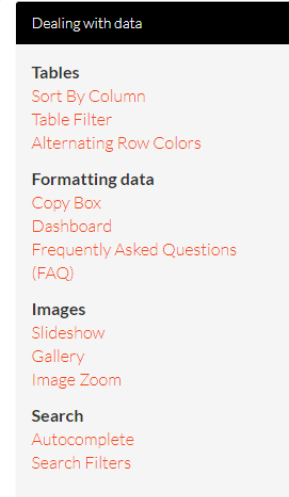 Dealing with data
Tables
Sort By Column
Table Filter
Alternating Row Colors
Formatting data
Copy Box
Dashboard
Frequently Asked Questions
(FAQ)
Images
Slideshow
Gallery
Image Zoom
Search
Autocomplete
Search Filters